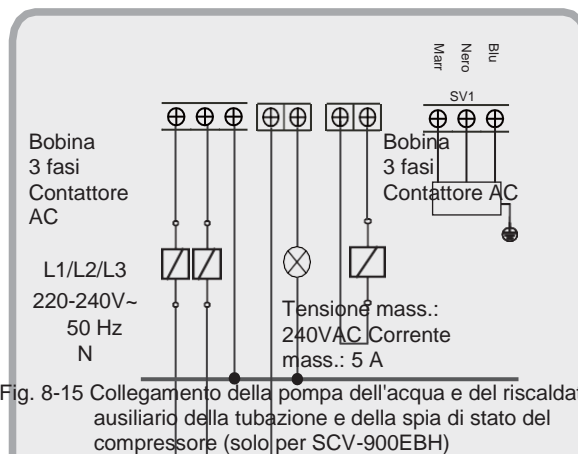 Marr
Nero
Blu
SV1
Bobina
3 fasi
Contattore
AC
Bobina
3 fasi
Contattore AC
L1/L2/L3
220-240V~
50 Hz
N
Tensione mass.:
240VAC Corrente
mass.: 5 A
Fig. 8-15 Collegamento della pompa dell'acqua e del riscaldat
ausiliario della tubazione e della spia di stato del
compressore (solo per SCV-900EBH)